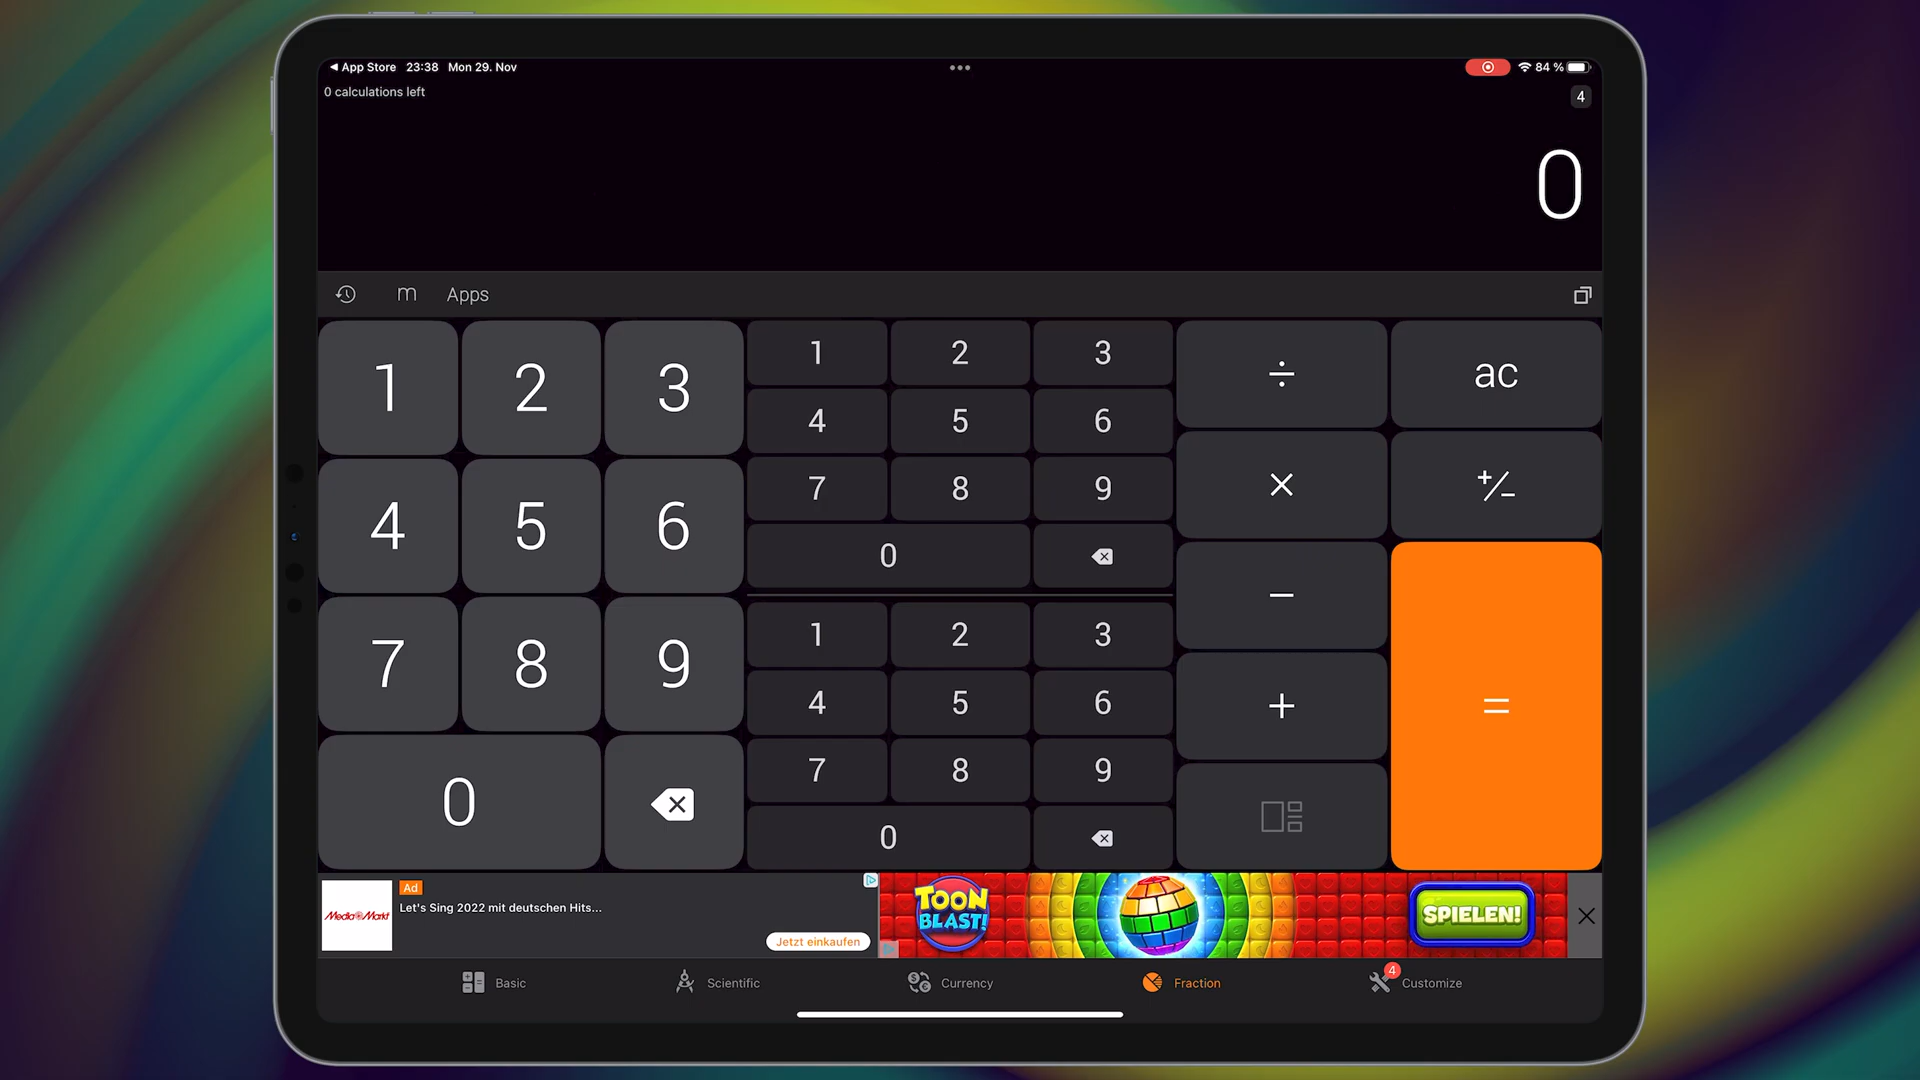 ◀ App Store 23:38 Mon 29. Nov
84 %
0 calculations left
4
0
m Apps
1 2 3
4 5 6
7 8 9
0
1 2 3
4 5 6
7 8 9
0
1 2 3
4 5 6
7 8 9
0
÷ ac
× +/−
−
+ =
MediaMarkt
Ad
Let's Sing 2022 mit deutschen Hits...
Jetzt einkaufen
TOON
BLAST!
SPIELEN!
Basic Scientific Currency Fraction 4 Customize